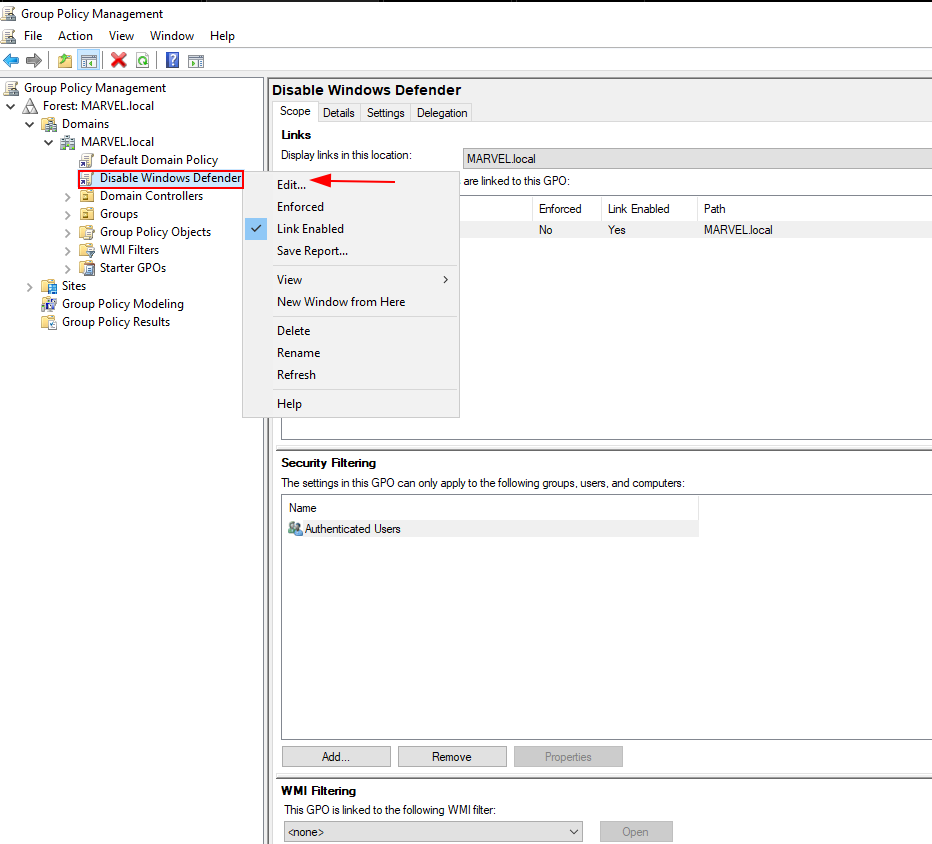 Group Policy Management
File Action View Window Help
Group Policy Management
Forest: MARVEL.local
Domains
MARVEL.local
Default Domain Policy
Disable Windows Defender
Domain Controllers
Groups
Group Policy Objects
WMI Filters
Starter GPOs
Sites
Group Policy Modeling
Group Policy Results
Edit...
Enforced
Link Enabled
Save Report...
View
New Window from Here
Delete
Rename
Refresh
Help
Disable Windows Defender
Scope Details Settings Delegation
Links
Display links in this location: MARVEL.local
are linked to this GPO:
Enforced Link Enabled Path
No Yes MARVEL.local
Security Filtering
The settings in this GPO can only apply to the following groups, users, and computers:
Name
Authenticated Users
Add... Remove Properties
WMI Filtering
This GPO is linked to the following WMI filter:
<none> Open